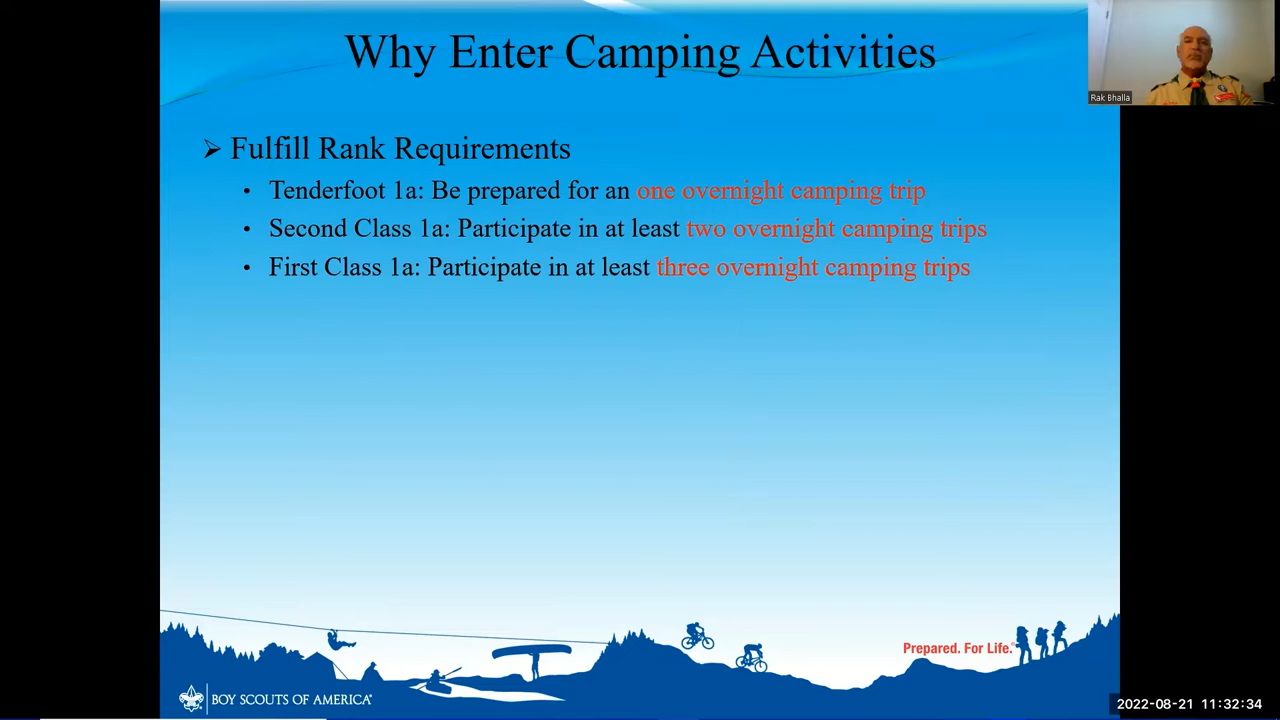 Why Enter Camping Activities
Rak Bhalla
Fulfill Rank Requirements
Tenderfoot 1a: Be prepared for an one overnight camping trip
Second Class 1a: Participate in at least two overnight camping trips
First Class 1a: Participate in at least three overnight camping trips
Prepared. For Life.®
BOY SCOUTS OF AMERICA®
2022-08-21 11:32:34